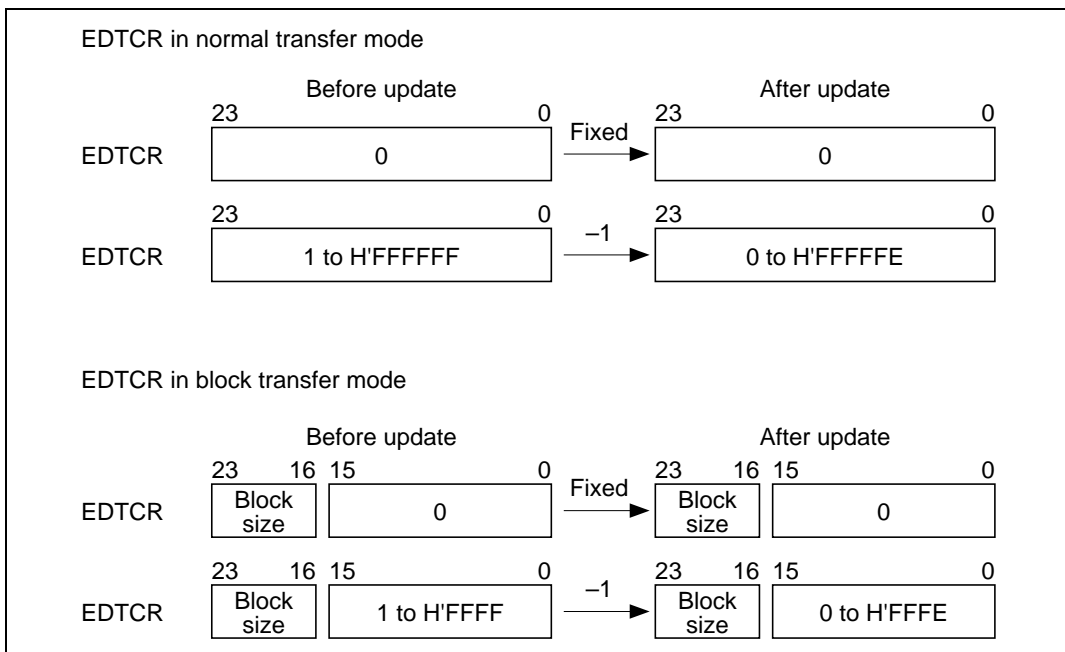 EDTCR in normal transfer mode
Before update After update
23 0 Fixed 23 0
EDTCR 0 0
23 0 –1 23 0
EDTCR 1 to H'FFFFFF 0 to H'FFFFFE
EDTCR in block transfer mode
Before update After update
23 16 15 0 Fixed 23 16 15 0
EDTCR Block size 0 Block size 0
23 16 15 0 –1 23 16 15 0
EDTCR Block size 1 to H'FFFF Block size 0 to H'FFFE